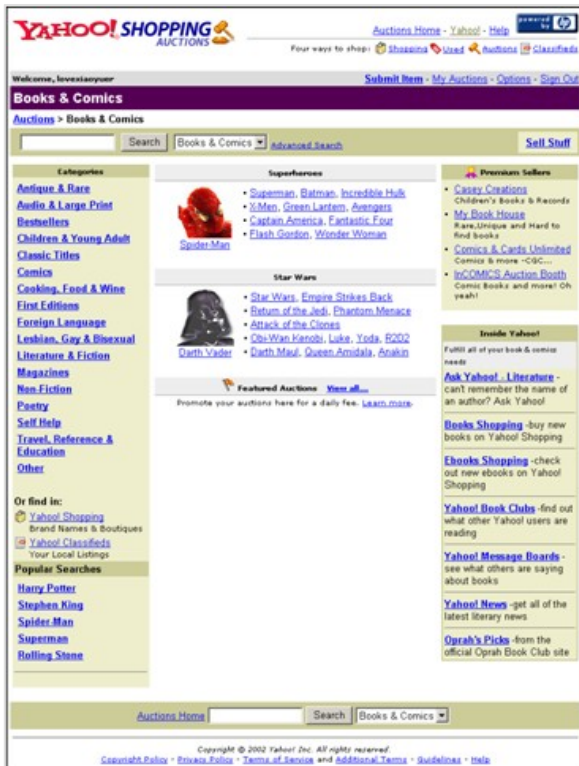 YAHOO! SHOPPING
AUCTIONS
Auctions Home - Yahoo! - Help
powered by hp
Four ways to shop: Shopping Used Auctions Classifieds
Welcome, lovexiaoyuer
Submit Item - My Auctions - Options - Sign Out
Books & Comics
Auctions > Books & Comics
Search Books & Comics Advanced Search
Sell Stuff
Categories
Antique & Rare
Audio & Large Print
Bestsellers
Children & Young Adult
Classic Titles
Comics
Cooking, Food & Wine
First Editions
Foreign Language
Lesbian, Gay & Bisexual
Literature & Fiction
Magazines
Non-Fiction
Poetry
Self Help
Travel, Reference &
Education
Other
Or find in:
Yahoo! Shopping
Brand Names & Boutiques
Yahoo! Classifieds
Your Local Listings
Popular Searches
Harry Potter
Stephen King
Spider-Man
Superman
Rolling Stone
Superheroes
Spider-Man
• Superman, Batman, Incredible Hulk
• X-Men, Green Lantern, Avengers
• Captain America, Fantastic Four
• Flash Gordon, Wonder Woman
Star Wars
Darth Vader
• Star Wars, Empire Strikes Back
• Return of the Jedi, Phantom Menace
• Attack of the Clones
• Obi-Wan Kenobi, Luke, Yoda, R2D2
• Darth Maul, Queen Amidala, Anakin
Featured Auctions View all...
Promote your auctions here for a daily fee. Learn more.
Premium Sellers
• Casey Creations
Children's Books & Records
• My Book House
Rare,Unique and Hard to
find books
• Comics & Cards Unlimited
Comics & more -CGC...
• InCOMICS Auction Booth
Comic Books and more! Oh
yeah!
Inside Yahoo!
Fulfill all of your book & comics
needs
Ask Yahoo! - Literature -
can't remember the name of
an author? Ask Yahoo!
Books Shopping -buy new
books on Yahoo! Shopping
Ebooks Shopping -check
out new ebooks on Yahoo!
Shopping
Yahoo! Book Clubs -find out
what other Yahoo! users are
reading
Yahoo! Message Boards -
see what others are saying
about books
Yahoo! News -get all of the
latest literary news
Oprah's Picks -from the
official Oprah Book Club site
Auctions Home Search Books & Comics
Copyright © 2002 Yahoo! Inc. All rights reserved.
Copyright Policy - Privacy Policy - Terms of Service and Additional Terms - Guidelines - Help